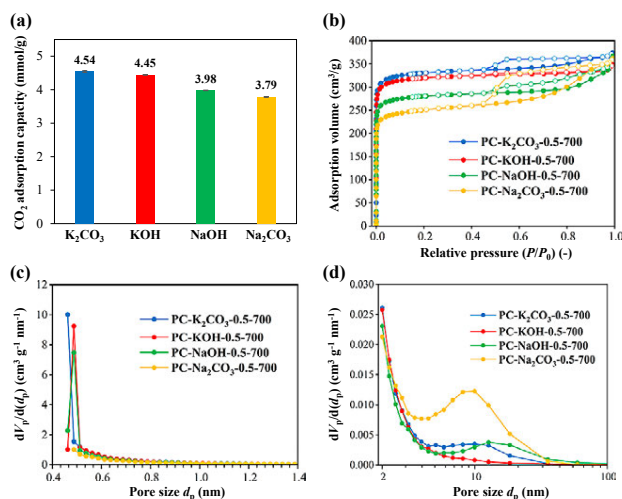 (a)
CO₂ adsorption capacity (mmol/g)
6
5
4
3
2
1
0
4.54
4.45
3.98
3.79
K₂CO₃
KOH
NaOH
Na₂CO₃
(b)
Adsorption volume (cm³/g)
400
350
300
250
200
150
100
50
0
PC-K₂CO₃-0.5-700
PC-KOH-0.5-700
PC-NaOH-0.5-700
PC-Na₂CO₃-0.5-700
0.0 0.2 0.4 0.6 0.8 1.0
Relative pressure (P/P₀) (-)
(c)
dVₚ/d(dₚ) (cm³ g⁻¹ nm⁻¹)
12
10
8
6
4
2
0
PC-K₂CO₃-0.5-700
PC-KOH-0.5-700
PC-NaOH-0.5-700
PC-Na₂CO₃-0.5-700
0.4 0.6 0.8 1.0 1.2 1.4
Pore size dₚ (nm)
(d)
dVₚ/d(dₚ) (cm³ g⁻¹ nm⁻¹)
0.030
0.025
0.020
0.015
0.010
0.005
0.000
PC-K₂CO₃-0.5-700
PC-KOH-0.5-700
PC-NaOH-0.5-700
PC-Na₂CO₃-0.5-700
2 10 100
Pore size dₚ (nm)